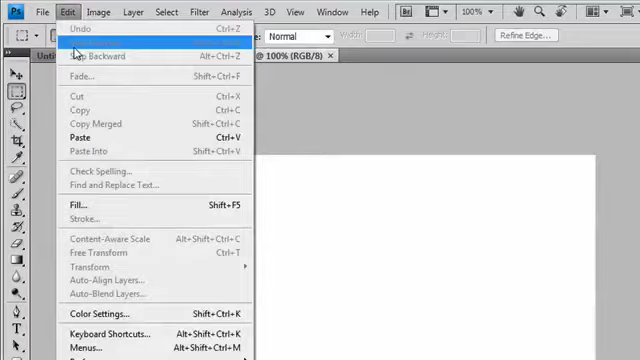 Ps File Edit Image Layer Select Filter Analysis 3D View Window Help Br 100%
Normal Width: Height: Refine Edge...
@ 100% (RGB/8)
Undo Ctrl+Z
Backward Alt+Ctrl+Z
Fade... Shift+Ctrl+F
Cut Ctrl+X
Copy Ctrl+C
Copy Merged Shift+Ctrl+C
Paste Ctrl+V
Paste Into Shift+Ctrl+V
Check Spelling...
Find and Replace Text...
Fill... Shift+F5
Stroke...
Content-Aware Scale Alt+Shift+Ctrl+C
Free Transform Ctrl+T
Transform
Auto-Align Layers...
Auto-Blend Layers...
Color Settings... Shift+Ctrl+K
Keyboard Shortcuts... Alt+Shift+Ctrl+K
Menus... Alt+Shift+Ctrl+M
T